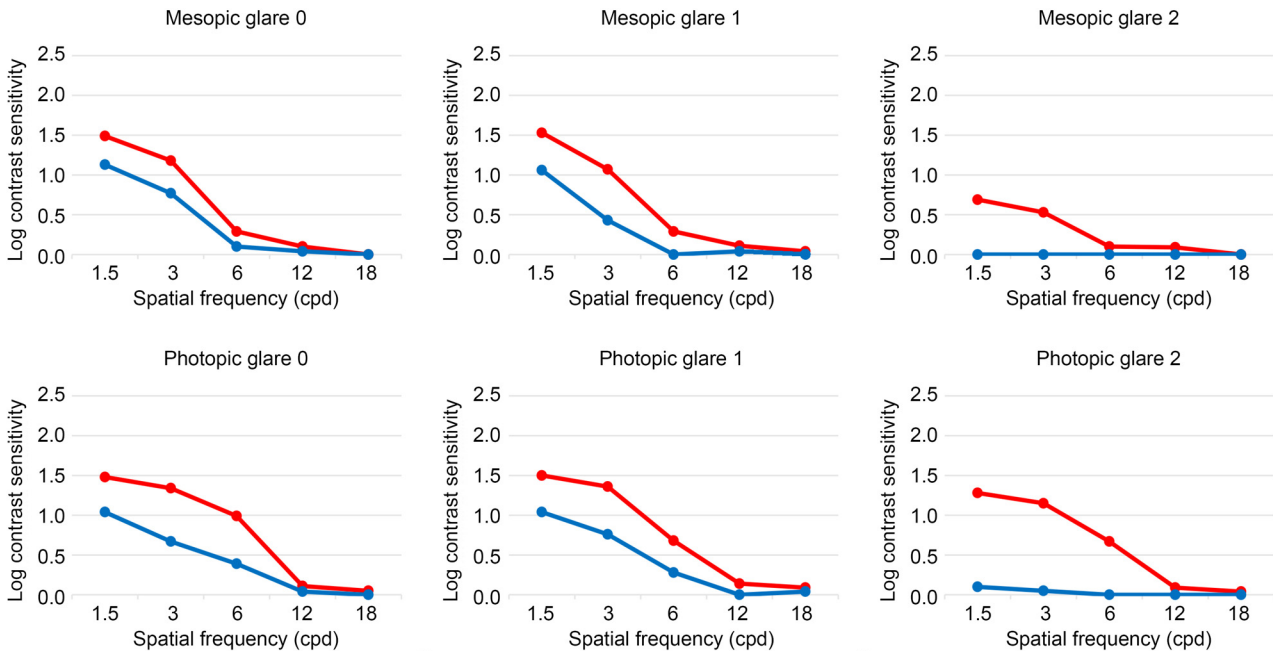 Mesopic glare 0
Log contrast sensitivity
2.5
2.0
1.5
1.0
0.5
0.0
1.5 3 6 12 18
Spatial frequency (cpd)
Mesopic glare 1
Log contrast sensitivity
2.5
2.0
1.5
1.0
0.5
0.0
1.5 3 6 12 18
Spatial frequency (cpd)
Mesopic glare 2
Log contrast sensitivity
2.5
2.0
1.5
1.0
0.5
0.0
1.5 3 6 12 18
Spatial frequency (cpd)
Photopic glare 0
Log contrast sensitivity
2.5
2.0
1.5
1.0
0.5
0.0
1.5 3 6 12 18
Spatial frequency (cpd)
Photopic glare 1
Log contrast sensitivity
2.5
2.0
1.5
1.0
0.5
0.0
1.5 3 6 12 18
Spatial frequency (cpd)
Photopic glare 2
Log contrast sensitivity
2.5
2.0
1.5
1.0
0.5
0.0
1.5 3 6 12 18
Spatial frequency (cpd)